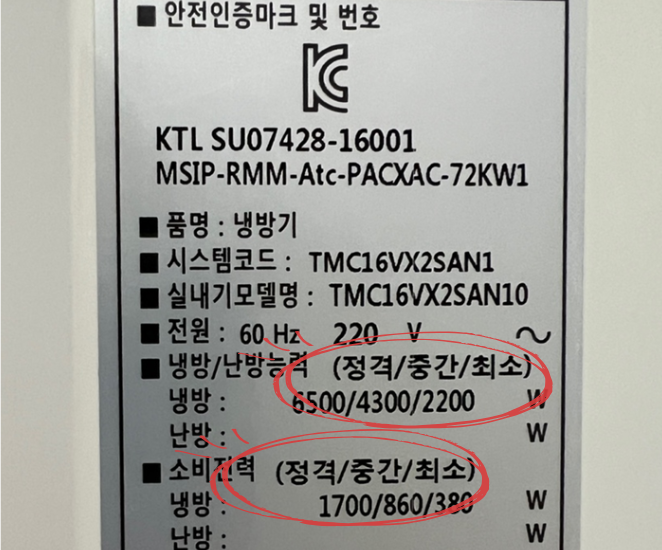 ■ 안전인증마크 및 번호
KC
KTL SU07428-16001
MSIP-RMM-Atc-PACXAC-72KW1
■ 품명 : 냉방기
■ 시스템코드 : TMC16VX2SAN1
■ 실내기모델명 : TMC16VX2SAN10
■ 전원 : 60 Hz 220 V ~
■ 냉방/난방능력 (정격/중간/최소)
냉방 : 6500/4300/2200 W
난방 : W
■ 소비전력 (정격/중간/최소)
냉방 : 1700/860/380 W
난방 : W